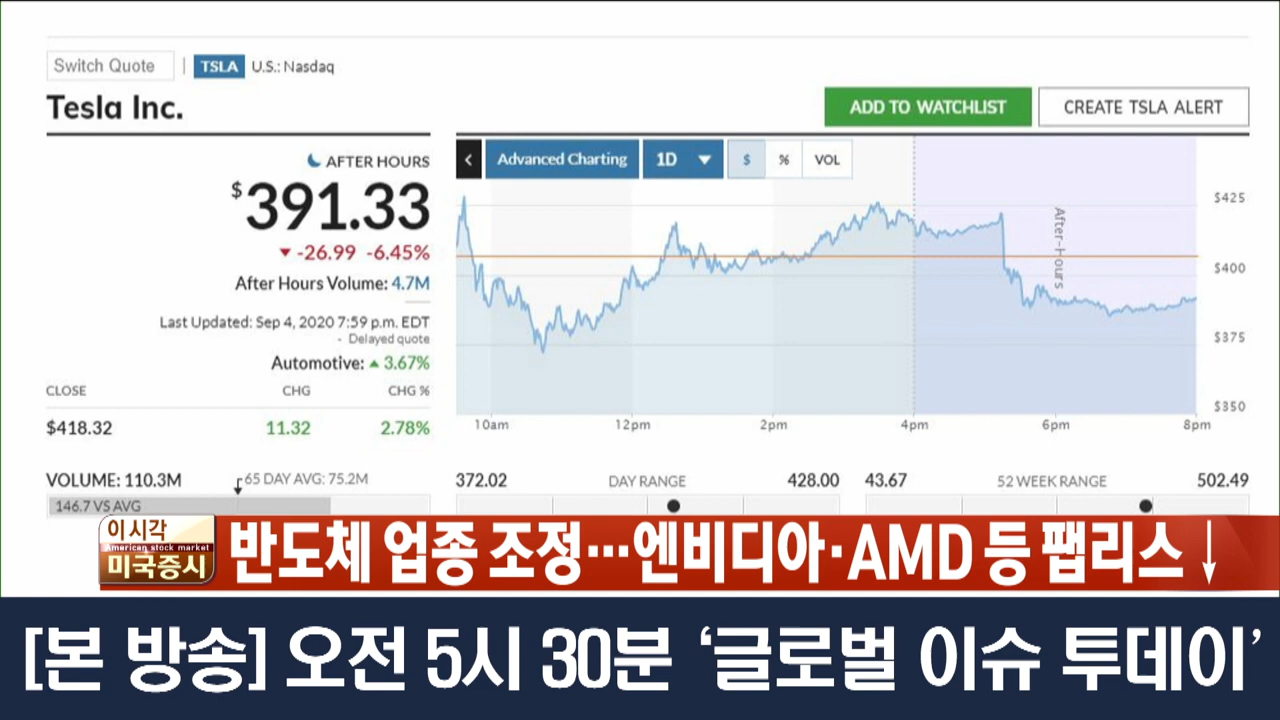 Switch Quote | TSLA U.S.: Nasdaq
Tesla Inc.
ADD TO WATCHLIST CREATE TSLA ALERT
AFTER HOURS
$391.33
▼ -26.99 -6.45%
After Hours Volume: 4.7M
Last Updated: Sep 4, 2020 7:59 p.m. EDT
- Delayed quote
Automotive: ▲ 3.67%
CLOSE CHG CHG %
$418.32 11.32 2.78%
VOLUME: 110.3M 65 DAY AVG: 75.2M
146.7 VS AVG
< Advanced Charting 1D ▼ $ % VOL
$425
$400
$375
$350
After-Hours
10am 12pm 2pm 4pm 6pm 8pm
372.02 DAY RANGE 428.00
43.67 52 WEEK RANGE 502.49
이시각
American stock market
미국증시
반도체 업종 조정…엔비디아·AMD 등 팹리스↓
[본 방송] 오전 5시 30분 ‘글로벌 이슈 투데이’